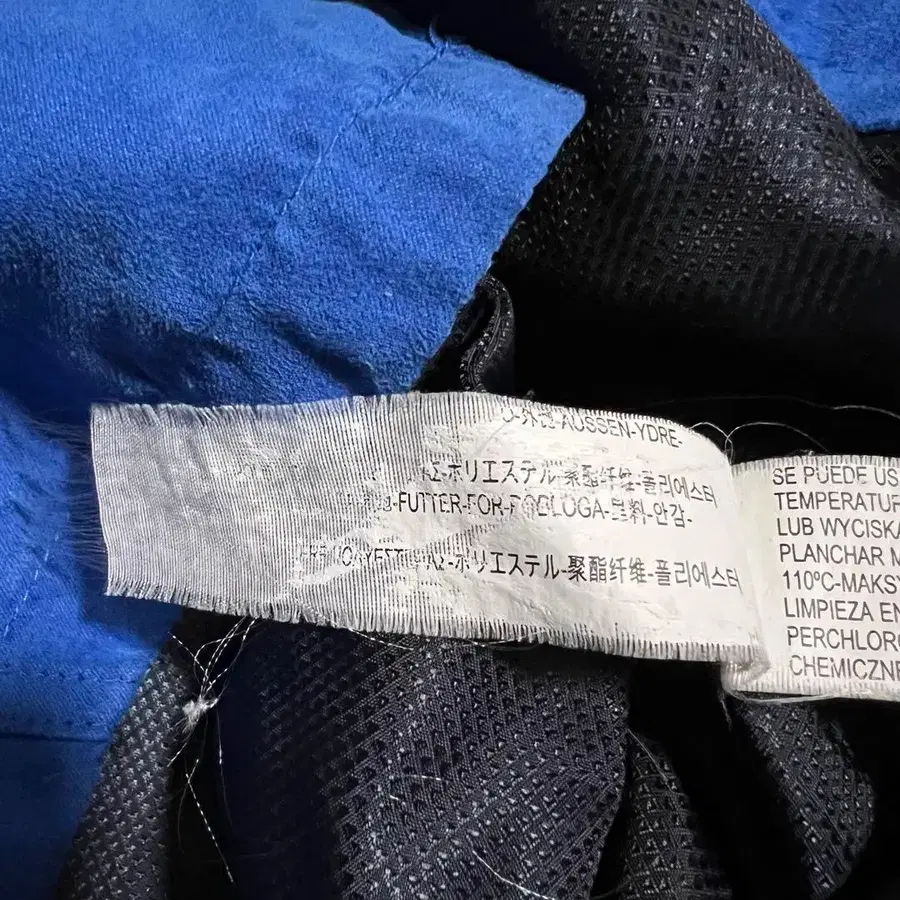 -AUSSEN-YDRE-
-ポリエステル-聚酯纤维-폴리에스터
-FUTTER-FOR-PODLOGA-里料-안감-
-ポリエステル-聚酯纤维-폴리에스터
SE PUEDE US
TEMPERATUR
LUB WYCISKA
PLANCHAR M
110ºC-MAKSY
LIMPIEZA EN
PERCHLORO
CHEMICZNE